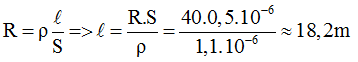 R = ρ ℓ/S => ℓ = R.S/ρ = 40.0,5.10⁻⁶/1,1.10⁻⁶ ≈ 18,2m